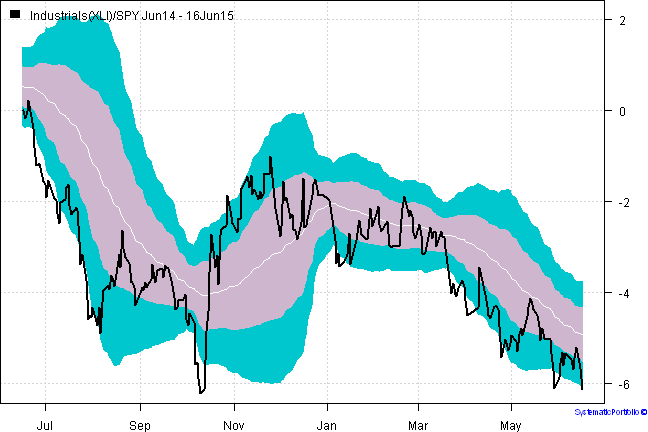 Industrials(XLI)/SPY Jun14 - 16Jun15
2
0
-2
-4
-6
Jul Sep Nov Jan Mar May
SystematicPortfolio ©